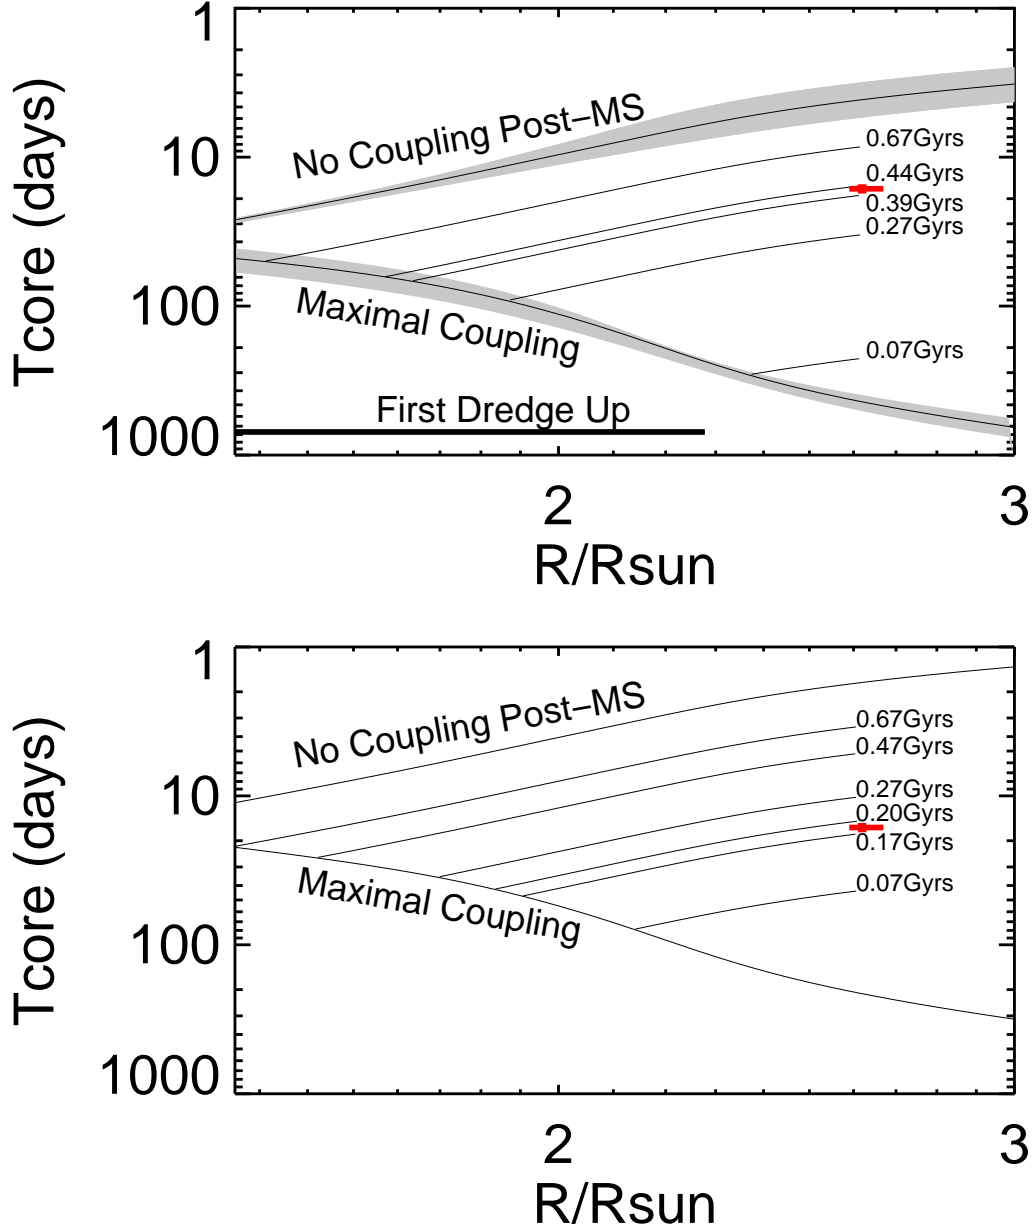 1
10
100
1000
Tcore (days)
No Coupling Post−MS
0.67Gyrs
0.44Gyrs
0.39Gyrs
0.27Gyrs
Maximal Coupling
0.07Gyrs
First Dredge Up
2
3
R/Rsun
1
10
100
1000
Tcore (days)
No Coupling Post−MS
0.67Gyrs
0.47Gyrs
0.27Gyrs
0.20Gyrs
0.17Gyrs
Maximal Coupling
0.07Gyrs
2
3
R/Rsun